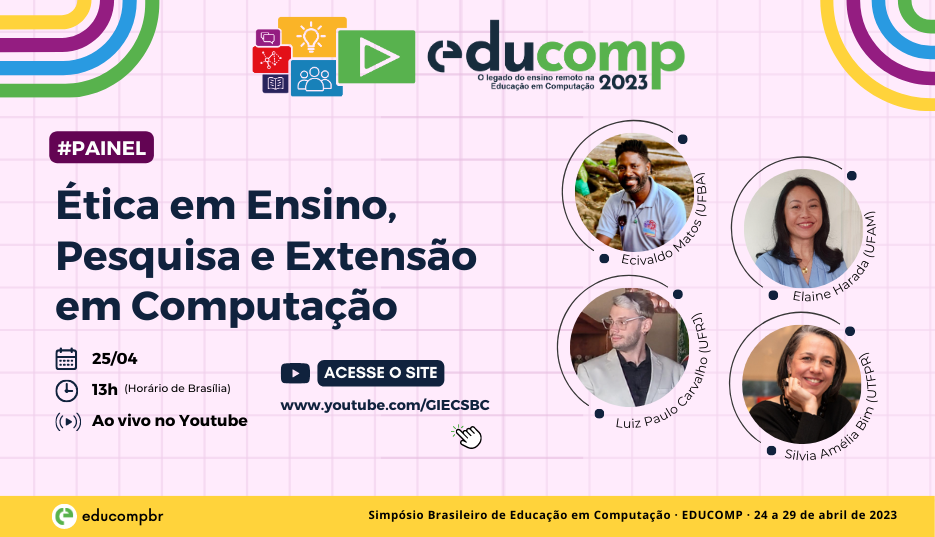 educomp
O legado do ensino remoto na
Educação em Computação 2023
#PAINEL
Ética em Ensino,
Pesquisa e Extensão
em Computação
25/04
13h (Horário de Brasília)
Ao vivo no Youtube
ACESSE O SITE
www.youtube.com/GIECSBC
Ecivaldo Matos (UFBA)
Elaine Harada (UFAM)
Luiz Paulo Carvalho (UFRJ)
Silvia Amélia Bim (UTFPR)
educompbr
Simpósio Brasileiro de Educação em Computação · EDUCOMP · 24 a 29 de abril de 2023